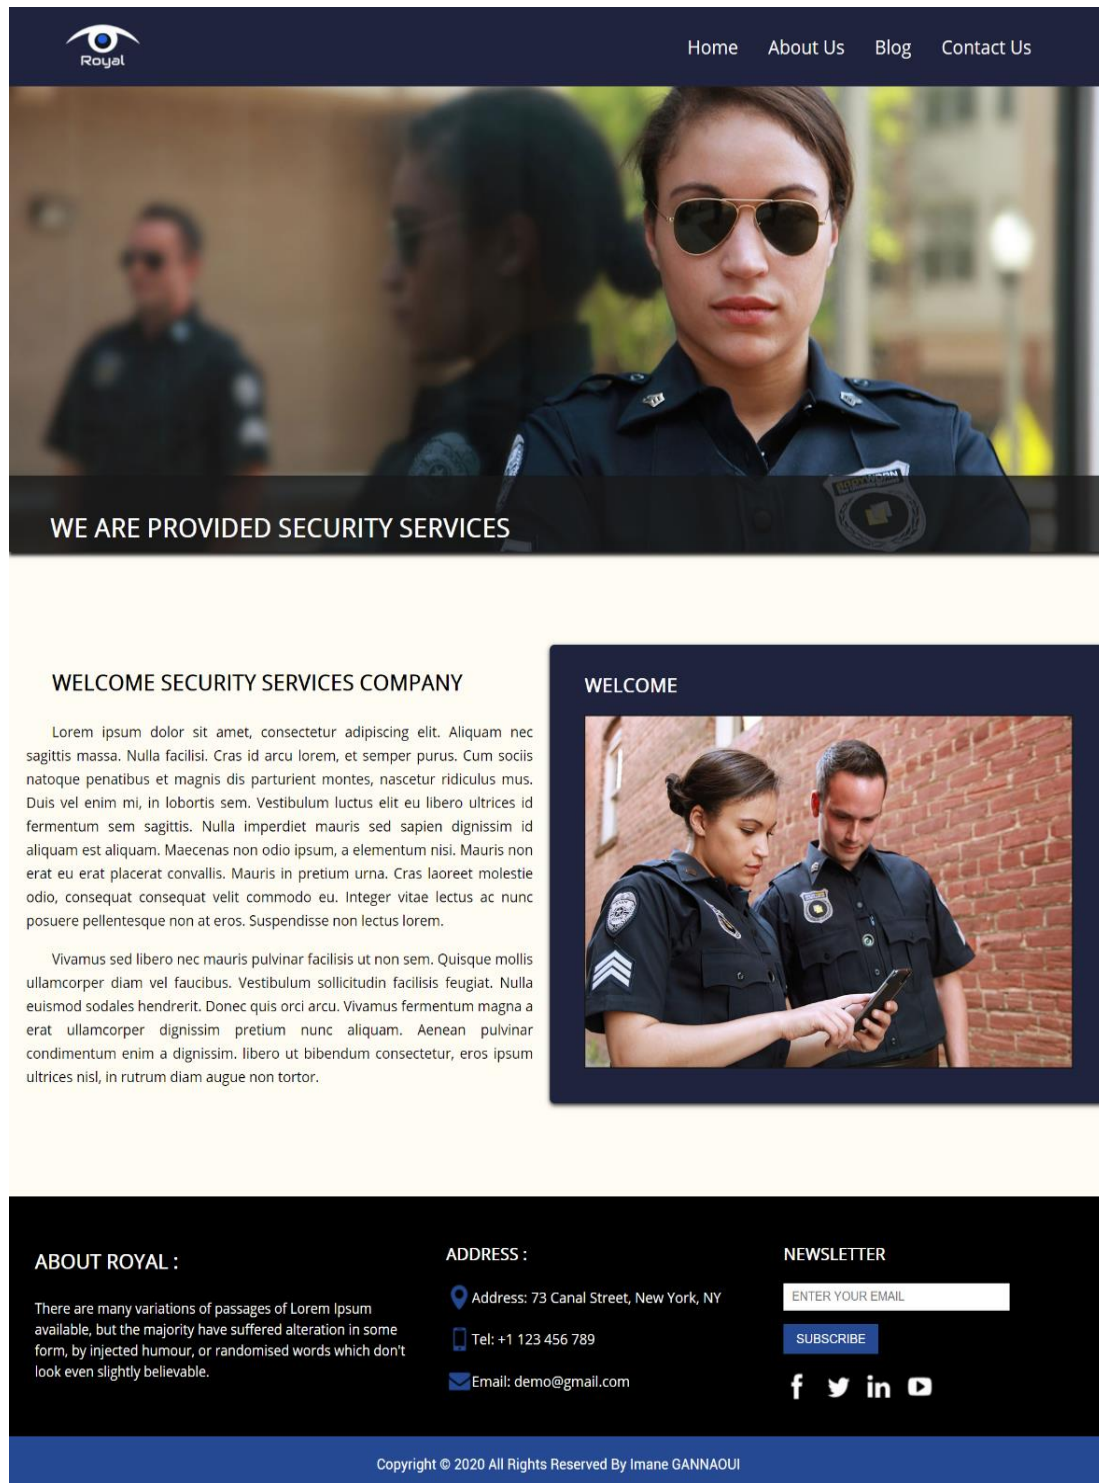 Royal
Home About Us Blog Contact Us
WE ARE PROVIDED SECURITY SERVICES
WELCOME SECURITY SERVICES COMPANY
Lorem ipsum dolor sit amet, consectetur adipiscing elit. Aliquam nec
sagittis massa. Nulla facilisi. Cras id arcu lorem, et semper purus. Cum sociis
natoque penatibus et magnis dis parturient montes, nascetur ridiculus mus.
Duis vel enim mi, in lobortis sem. Vestibulum luctus elit eu libero ultrices id
fermentum sem sagittis. Nulla imperdiet mauris sed sapien dignissim id
aliquam est aliquam. Maecenas non odio ipsum, a elementum nisi. Mauris non
erat eu erat placerat convallis. Mauris in pretium urna. Cras laoreet molestie
odio, consequat consequat velit commodo eu. Integer vitae lectus ac nunc
posuere pellentesque non at eros. Suspendisse non lectus lorem.
Vivamus sed libero nec mauris pulvinar facilisis ut non sem. Quisque mollis
ullamcorper diam vel faucibus. Vestibulum sollicitudin facilisis feugiat. Nulla
euismod sodales hendrerit. Donec quis orci arcu. Vivamus fermentum magna a
erat ullamcorper dignissim pretium nunc aliquam. Aenean pulvinar
condimentum enim a dignissim. libero ut bibendum consectetur, eros ipsum
ultrices nisl, in rutrum diam augue non tortor.
WELCOME
ABOUT ROYAL :
There are many variations of passages of Lorem Ipsum
available, but the majority have suffered alteration in some
form, by injected humour, or randomised words which don't
look even slightly believable.
ADDRESS :
Address: 73 Canal Street, New York, NY
Tel: +1 123 456 789
Email: demo@gmail.com
NEWSLETTER
ENTER YOUR EMAIL
SUBSCRIBE
Copyright © 2020 All Rights Reserved By Imane GANNAOUI